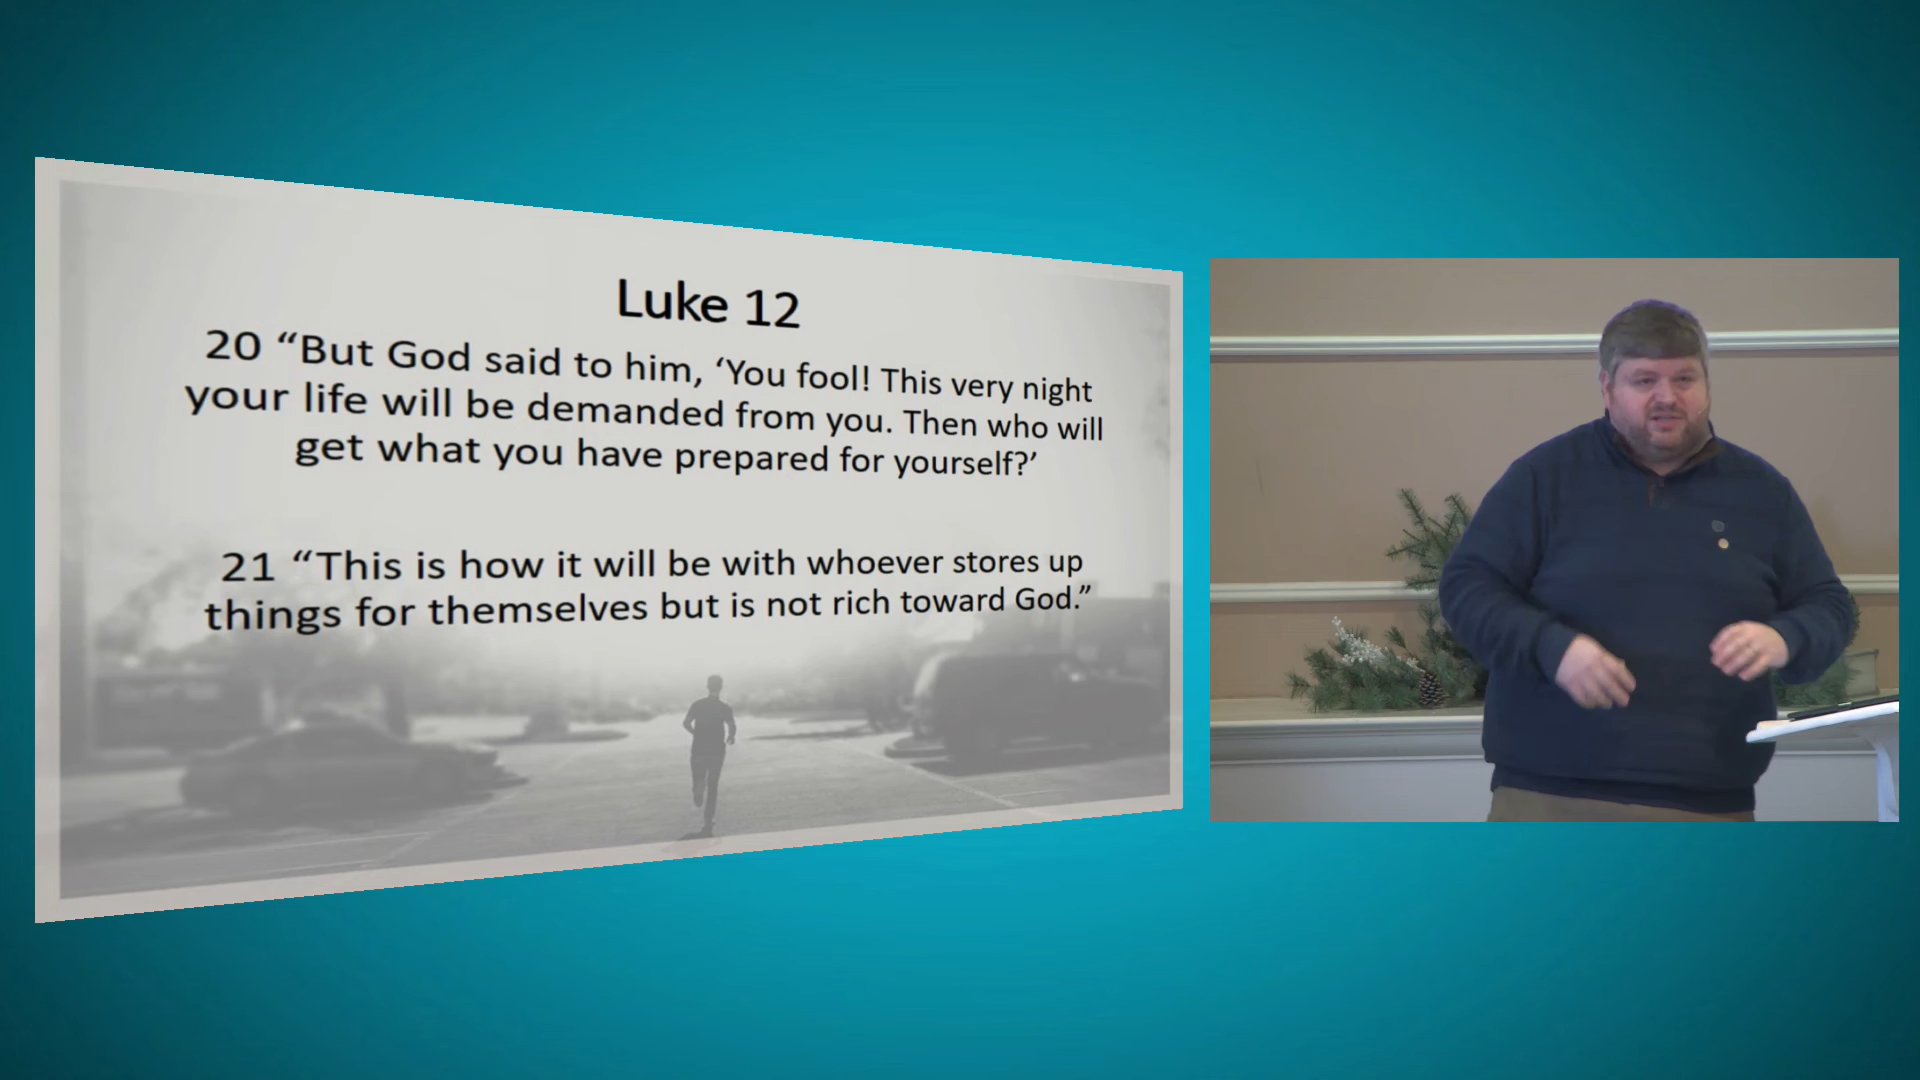 Luke 12
20 “But God said to him, ‘You fool! This very night
your life will be demanded from you. Then who will
get what you have prepared for yourself?’
21 “This is how it will be with whoever stores up
things for themselves but is not rich toward God.”